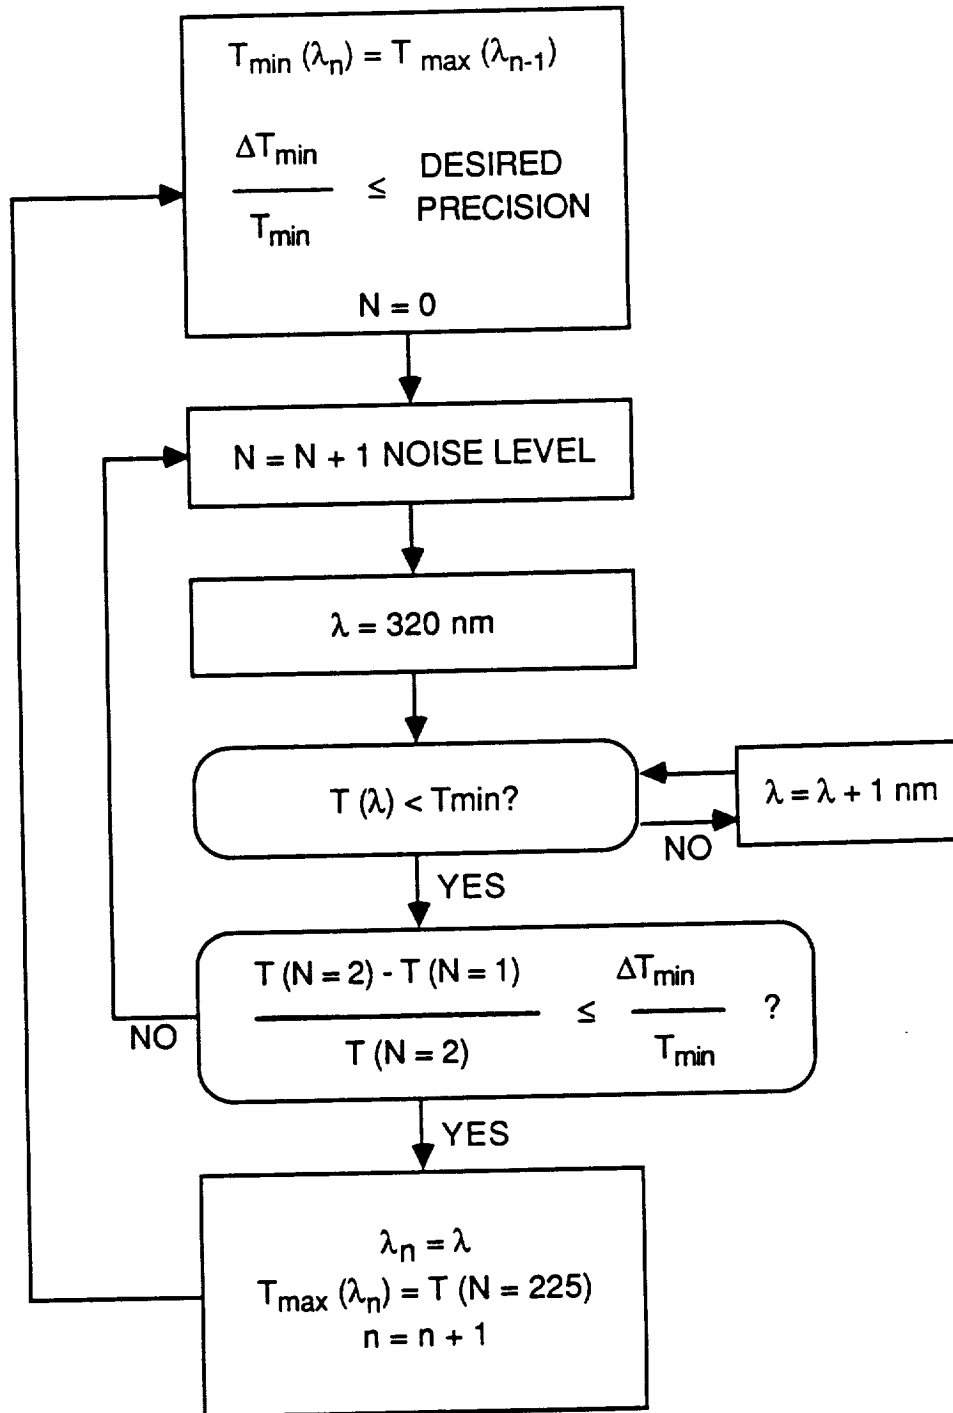 T min (λn) = T max (λn-1)
ΔTmin
Tmin
≤
DESIRED
PRECISION
N = 0
N = N + 1 NOISE LEVEL
λ = 320 nm
T (λ) < Tmin?
λ = λ + 1 nm
NO
YES
T (N = 2) - T (N = 1)
T (N = 2)
≤
ΔTmin
Tmin
?
NO
YES
λn = λ
Tmax (λn) = T (N = 225)
n = n + 1